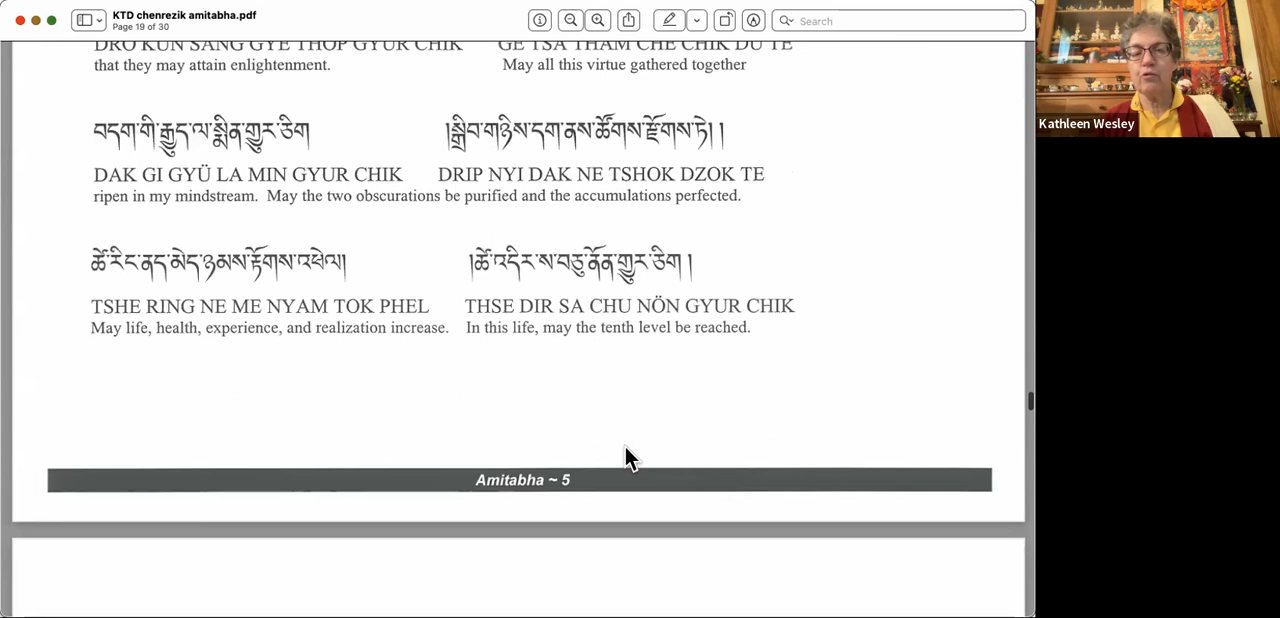 KTD chenrezik amitabha.pdf
Page 19 of 30
Search
DRO KÜN SANG GYE THOP GYUR CHIK GE TSA THAM CHE CHIK DU TE
that they may attain enlightenment. May all this virtue gathered together
བདག་གི་རྒྱུད་ལ་སྨིན་གྱུར་ཅིག །སྒྲིབ་གཉིས་དག་ནས་ཚོགས་རྫོགས་ཏེ། །
DAK GI GYÜ LA MIN GYUR CHIK DRIP NYI DAK NE TSHOK DZOK TE
ripen in my mindstream. May the two obscurations be purified and the accumulations perfected.
ཚེ་རིང་ནད་མེད་ཉམས་རྟོགས་འཕེལ། །ཚེ་འདིར་ས་བཅུ་ནོན་གྱུར་ཅིག །
TSHE RING NE ME NYAM TOK PHEL THSE DIR SA CHU NÖN GYUR CHIK
May life, health, experience, and realization increase. In this life, may the tenth level be reached.
Amitabha ~ 5
Kathleen Wesley